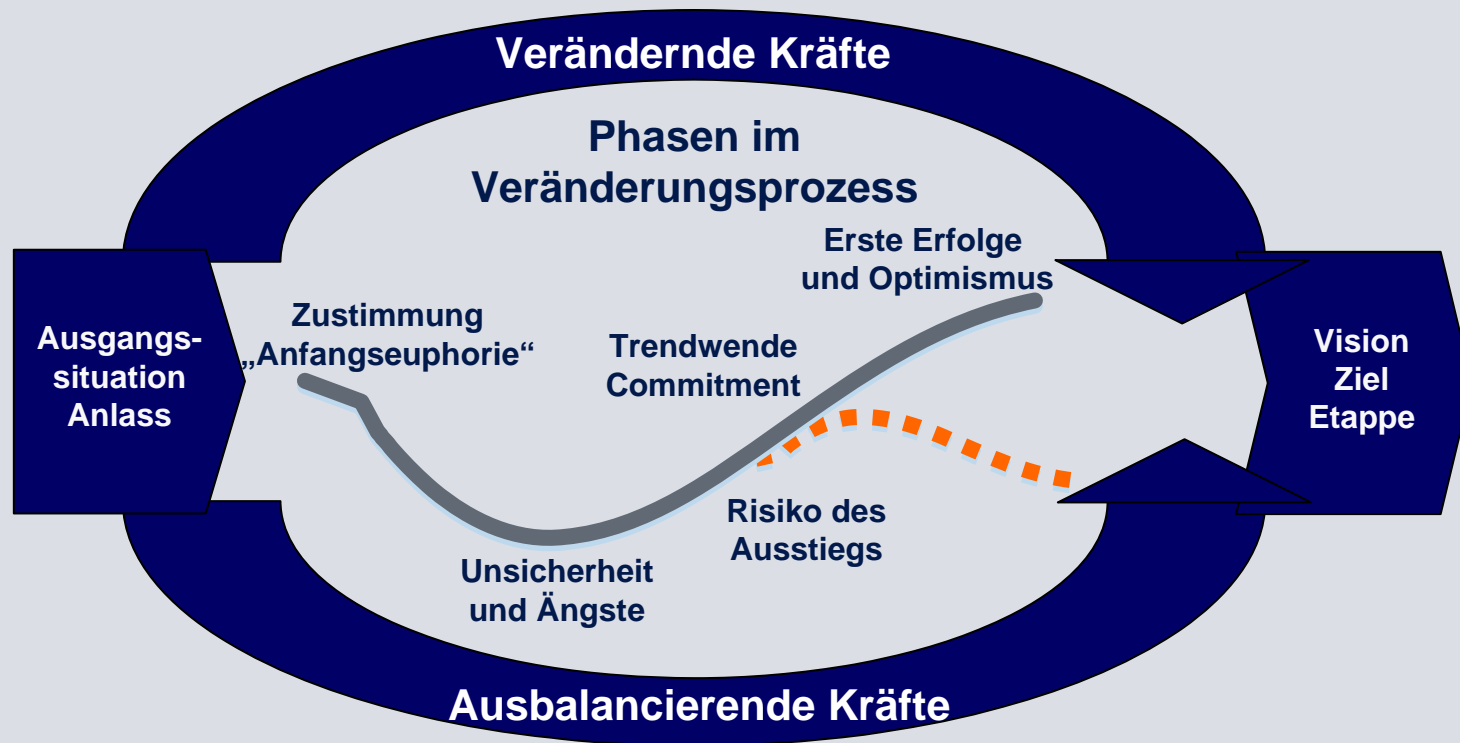 Verändernde Kräfte
Phasen im
Veränderungsprozess
Erste Erfolge
und Optimismus
Zustimmung
„Anfangseuphorie“
Ausgangs-
situation
Anlass
Trendwende
Commitment
Vision
Ziel
Etappe
Risiko des
Ausstiegs
Unsicherheit
und Ängste
Ausbalancierende Kräfte